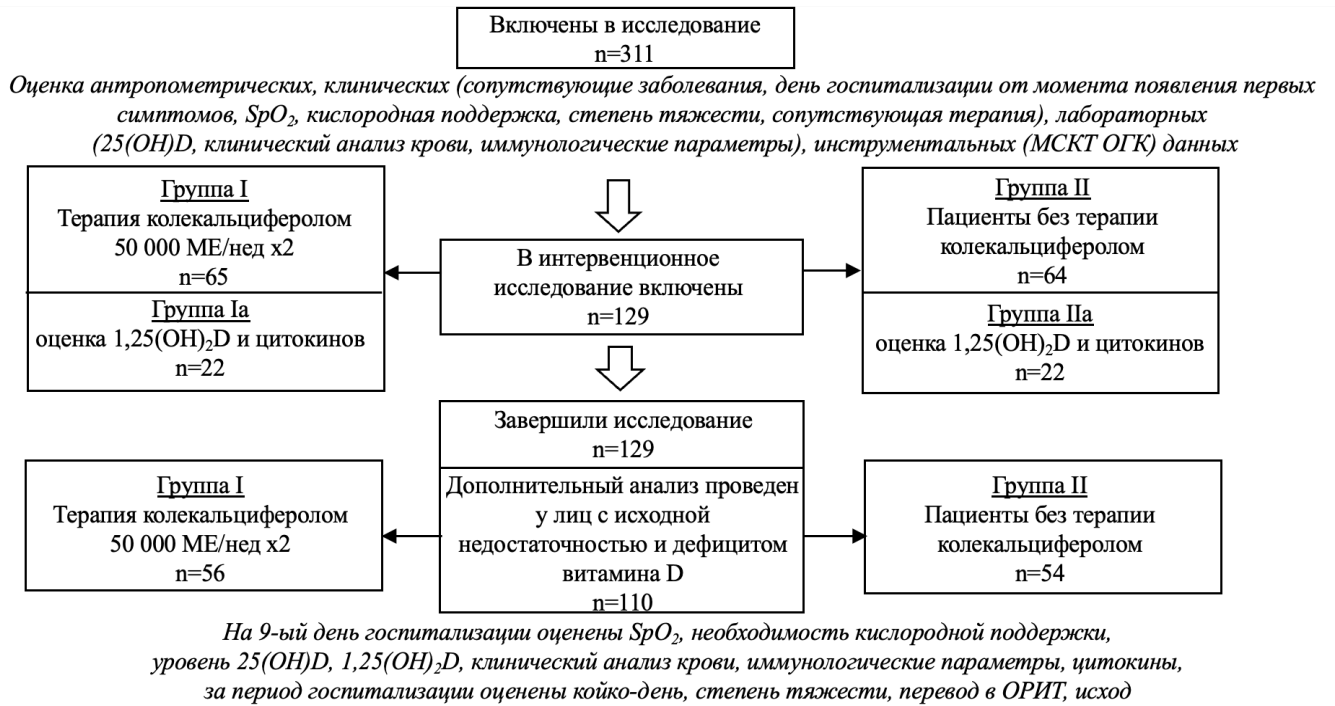 Включены в исследование
n=311
Оценка антропометрических, клинических (сопутствующие заболевания, день госпитализации от момента появления первых
симптомов, SpO₂, кислородная поддержка, степень тяжести, сопутствующая терапия), лабораторных
(25(OH)D, клинический анализ крови, иммунологические параметры), инструментальных (МСКТ ОГК) данных
Группа I
Терапия колекальциферолом
50 000 МЕ/нед x2
n=65
Группа Iа
оценка 1,25(OH)₂D и цитокинов
n=22
В интервенционное
исследование включены
n=129
Группа II
Пациенты без терапии
колекальциферолом
n=64
Группа IIа
оценка 1,25(OH)₂D и цитокинов
n=22
Завершили исследование
n=129
Дополнительный анализ проведен
у лиц с исходной
недостаточностью и дефицитом
витамина D
n=110
Группа I
Терапия колекальциферолом
50 000 МЕ/нед x2
n=56
Группа II
Пациенты без терапии
колекальциферолом
n=54
На 9-ый день госпитализации оценены SpO₂, необходимость кислородной поддержки,
уровень 25(OH)D, 1,25(OH)₂D, клинический анализ крови, иммунологические параметры, цитокины,
за период госпитализации оценены койко-день, степень тяжести, перевод в ОРИТ, исход